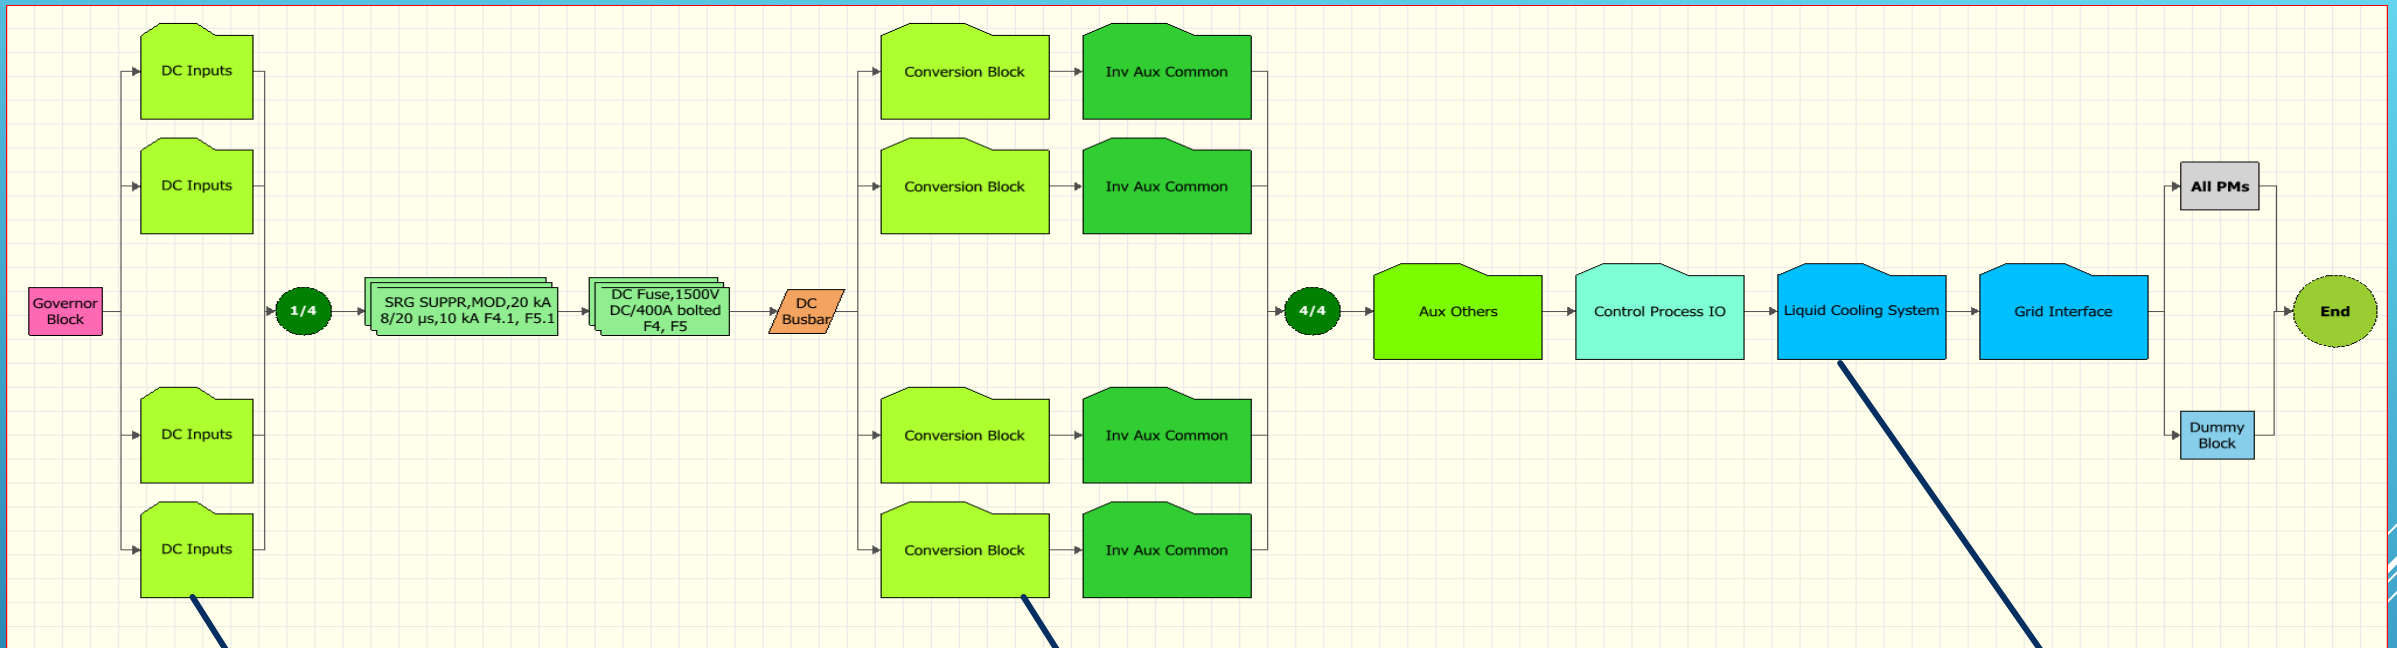 DC Inputs
DC Inputs
Governor
Block
DC Inputs
DC Inputs
1/4
SRG SUPPR,MOD,20 kA
8/20 µs,10 kA F4.1, F5.1
DC Fuse,1500V
DC/400A bolted
F4, F5
DC
Busbar
Conversion Block
Inv Aux Common
Conversion Block
Inv Aux Common
Conversion Block
Inv Aux Common
Conversion Block
Inv Aux Common
4/4
Aux Others
Control Process IO
Liquid Cooling System
Grid Interface
All PMs
Dummy
Block
End